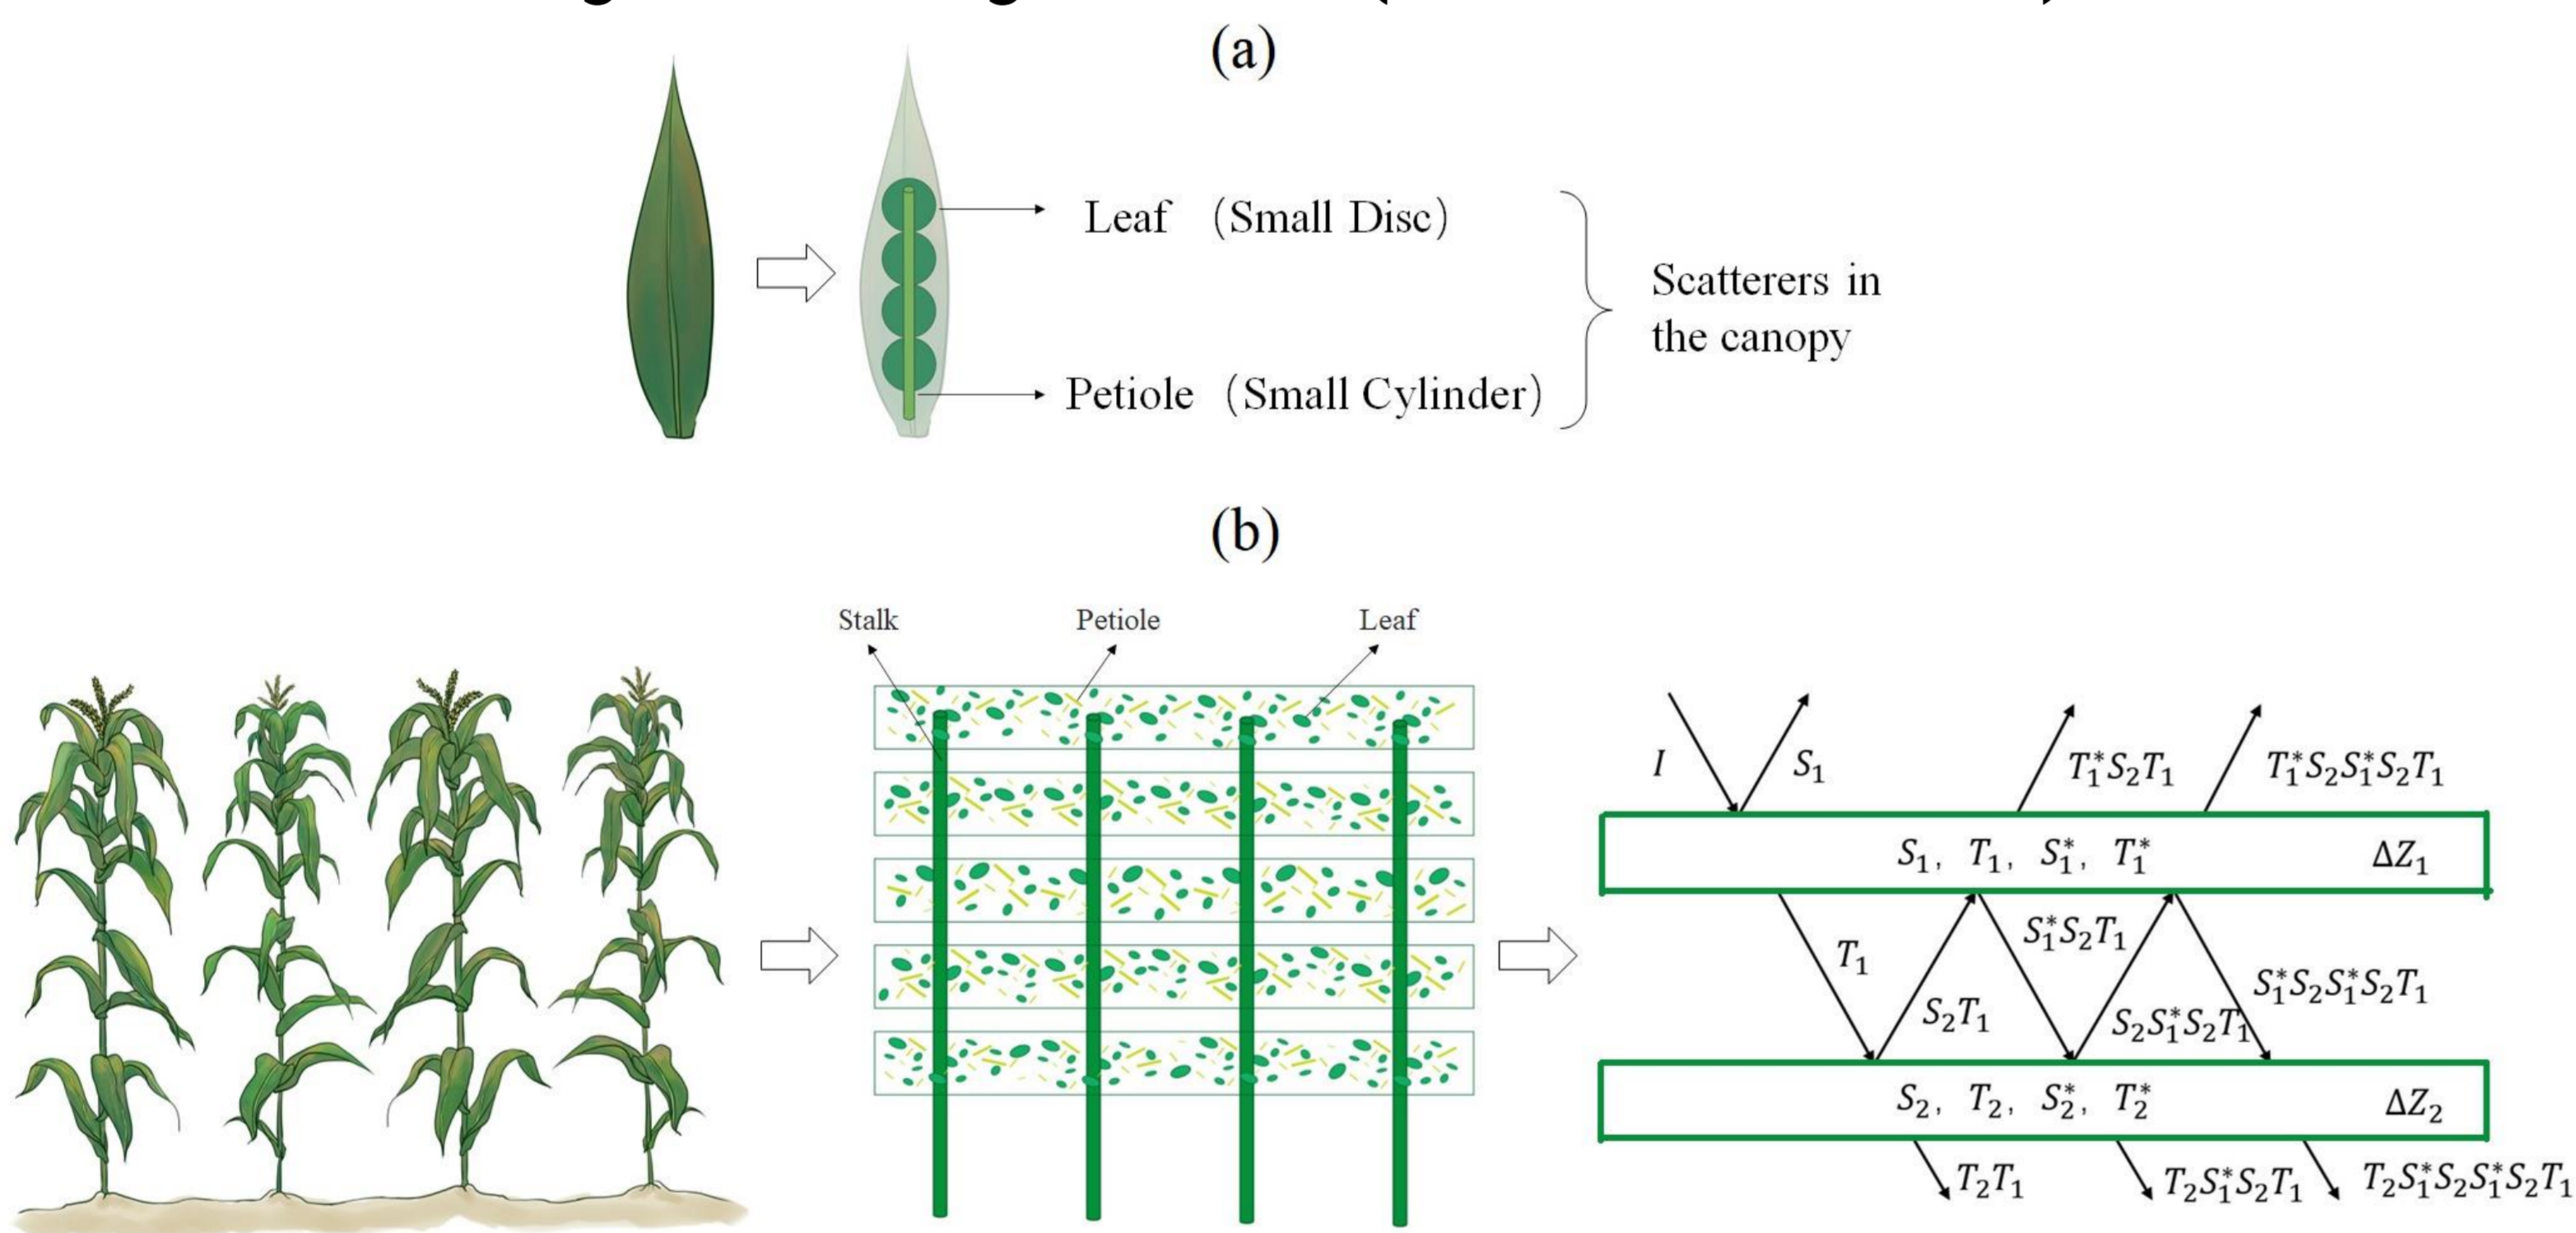 (a)
Leaf (Small Disc)
Petiole (Small Cylinder)
Scatterers in
the canopy
(b)
Stalk
Petiole
Leaf
I
S₁
T₁*S₂T₁
T₁*S₂S₁*S₂T₁
S₁, T₁, S₁*, T₁*
ΔZ₁
T₁
S₂T₁
S₁*S₂T₁
S₂S₁*S₂T₁
S₁*S₂S₁*S₂T₁
S₂, T₂, S₂*, T₂*
ΔZ₂
T₂T₁
T₂S₁*S₂T₁
T₂S₁*S₂S₁*S₂T₁